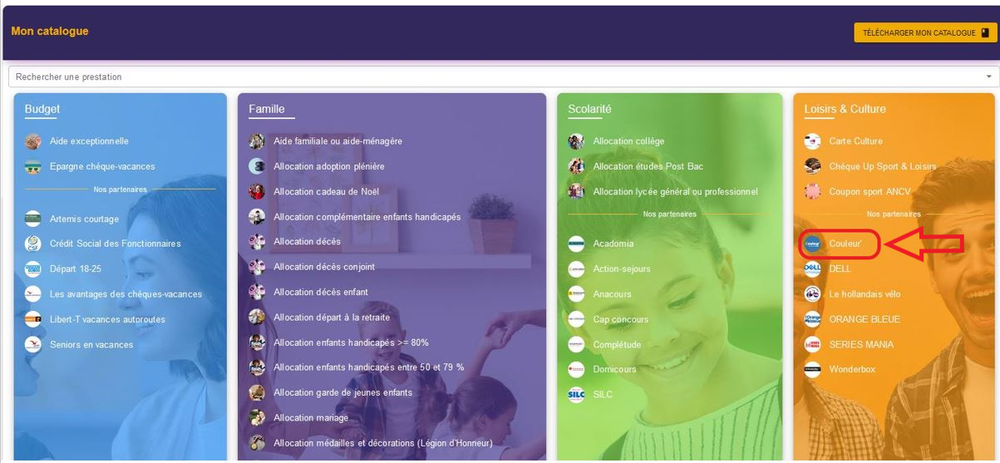 Mon catalogue
TÉLÉCHARGER MON CATALOGUE
Rechercher une prestation
Budget
Aide exceptionnelle
Epargne chèque-vacances
Nos partenaires
Artemis courtage
Crédit Social des Fonctionnaires
Départ 18-25
Les avantages des chèques-vacances
Libert-T vacances autoroutes
Seniors en vacances
Famille
Aide familiale ou aide-ménagère
Allocation adoption plénière
Allocation cadeau de Noël
Allocation complémentaire enfants handicapés
Allocation décès
Allocation décès conjoint
Allocation décès enfant
Allocation départ à la retraite
Allocation enfants handicapés >= 80%
Allocation enfants handicapés entre 50 et 79 %
Allocation garde de jeunes enfants
Allocation mariage
Allocation médailles et décorations (Légion d'Honneur)
Scolarité
Allocation collège
Allocation études Post Bac
Allocation lycée général ou professionnel
Nos partenaires
Acadomia
Action-sejours
Anacours
Cap concours
Complétude
Domicours
SILC
SILC
Loisirs & Culture
Carte Culture
Chèque Up Sport & Loisirs
Coupon sport ANCV
Nos partenaires
Couleur'
DELL
DELL
Le hollandais vélo
ORANGE BLEUE
SERIES MANIA
Wonderbox